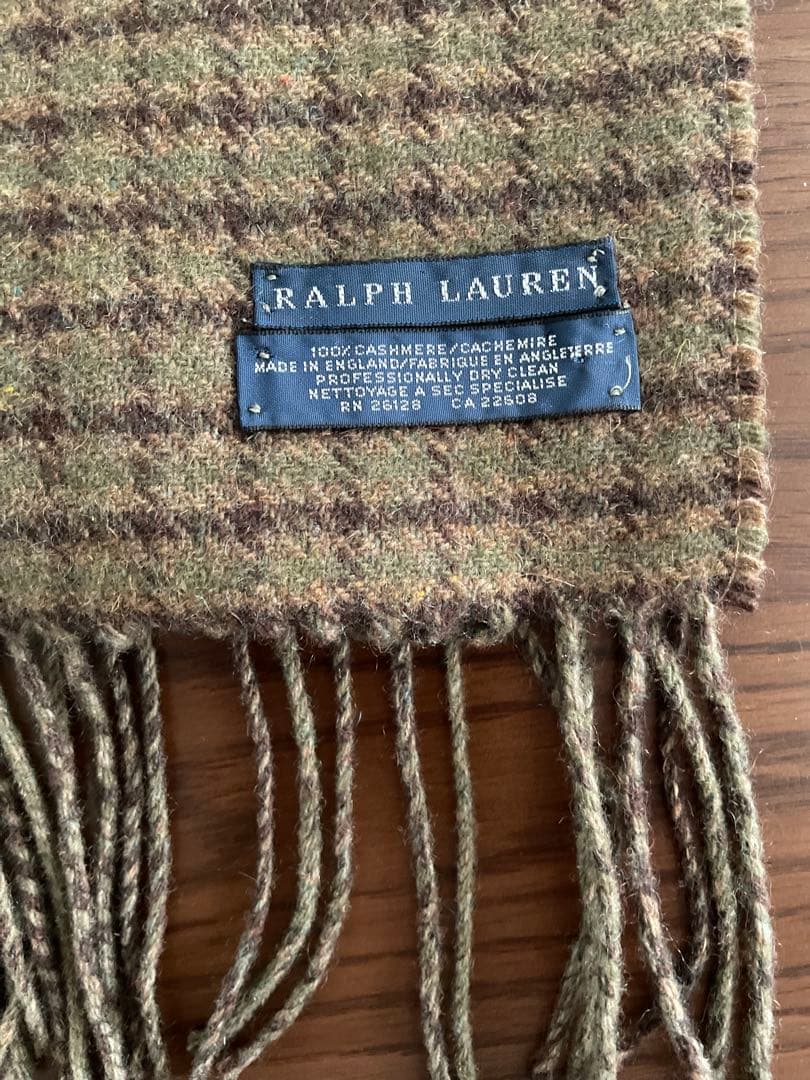 RALPH LAUREN
100% CASHMERE/CACHEMIRE
MADE IN ENGLAND/FABRIQUE EN ANGLETERRE
PROFESSIONALLY DRY CLEAN
NETTOYAGE A SEC SPECIALISE
RN 26128 CA 22508